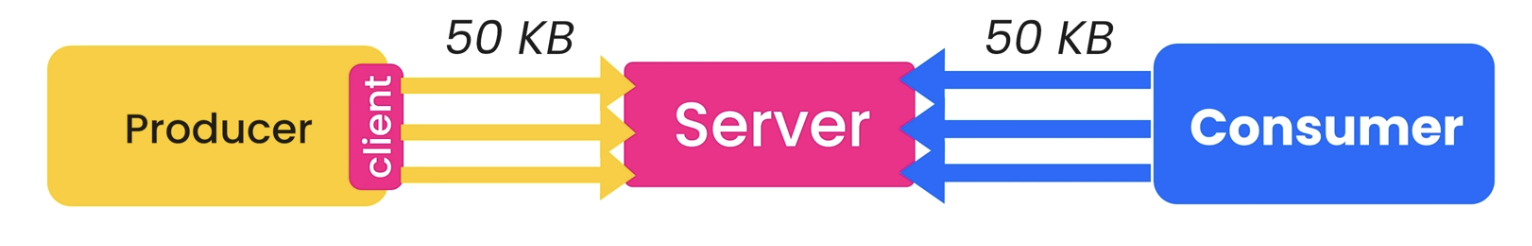 50 KB
50 KB
Producer
client
Server
Consumer